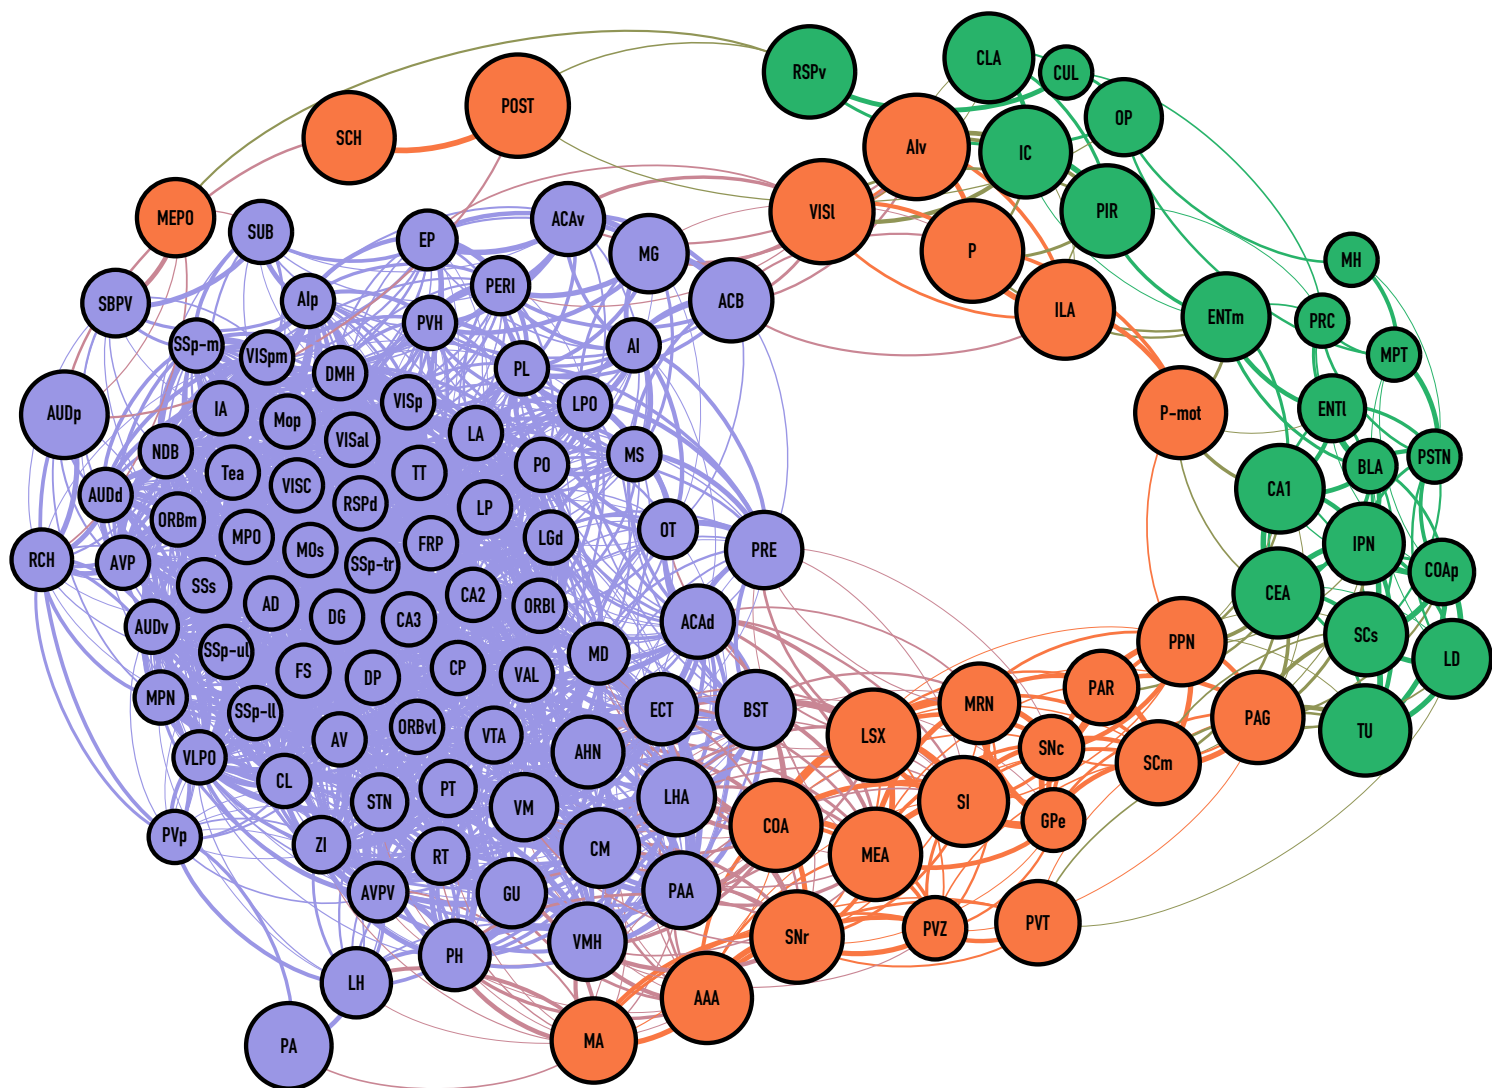 CLA
RSPv
CUL
POST
OP
SCH
AIv
IC
VISl
PIR
MEPO
ACAv
SUB
EP
MG
P
MH
PERI
SBPV
AIp
ACB
ILA
ENTm
PRC
PVH
SSp-m
VISpm
AI
MPT
DMH
PL
VISp
LPO
AUDp
IA
Mop
P-mot
ENTl
VISal
LA
NDB
MS
BLA
PSTN
Tea
TT
PO
VISC
CA1
AUDd
RSPd
LP
ORBm
OT
MPO
FRP
LGd
IPN
PRE
MOs
RCH
AVP
SSp-tr
COAp
SSs
CA2
CEA
AD
ORBl
DG
CA3
ACAd
AUDv
SCs
PPN
SSp-ul
MD
LD
FS
DP
CP
VAL
PAR
MPN
MRN
SSp-ll
ECT
BST
PAG
ORBvl
TU
AV
VTA
LSX
SNc
VLPO
AHN
SCm
CL
PT
LHA
STN
VM
SI
GPe
COA
PVp
ZI
CM
RT
MEA
AVPV
GU
PAA
PVT
PVZ
SNr
VMH
PH
LH
AAA
MA
PA